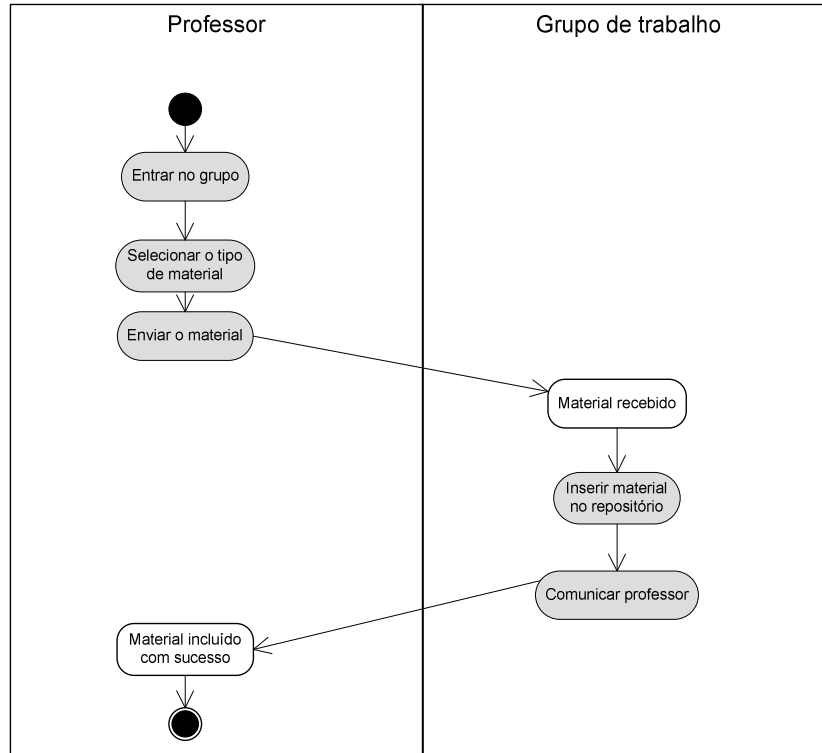 Professor
Grupo de trabalho
Entrar no grupo
Selecionar o tipo
de material
Enviar o material
Material recebido
Inserir material
no repositório
Comunicar professor
Material incluído
com sucesso